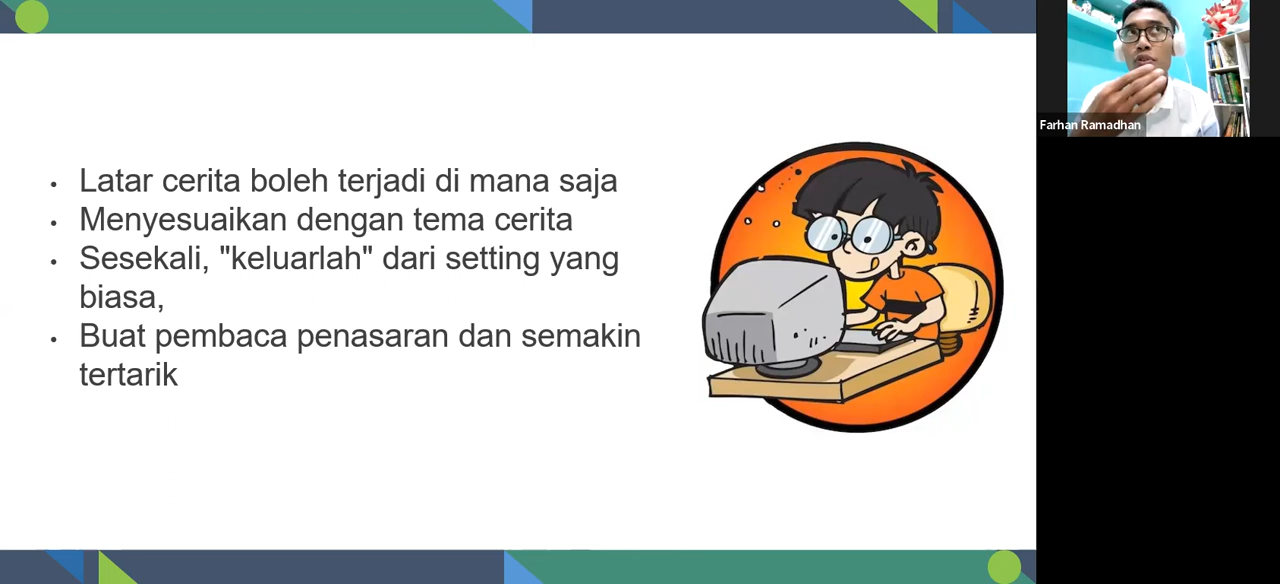 Latar cerita boleh terjadi di mana saja
Menyesuaikan dengan tema cerita
Sesekali, "keluarlah" dari setting yang
biasa,
Buat pembaca penasaran dan semakin
tertarik
Farhan Ramadhan